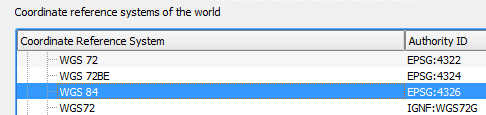 Coordinate reference systems of the world
Coordinate Reference System Authority ID
WGS 72 EPSG:4322
WGS 72BE EPSG:4324
WGS 84 EPSG:4326
WGS72 IGNF:WGS72G